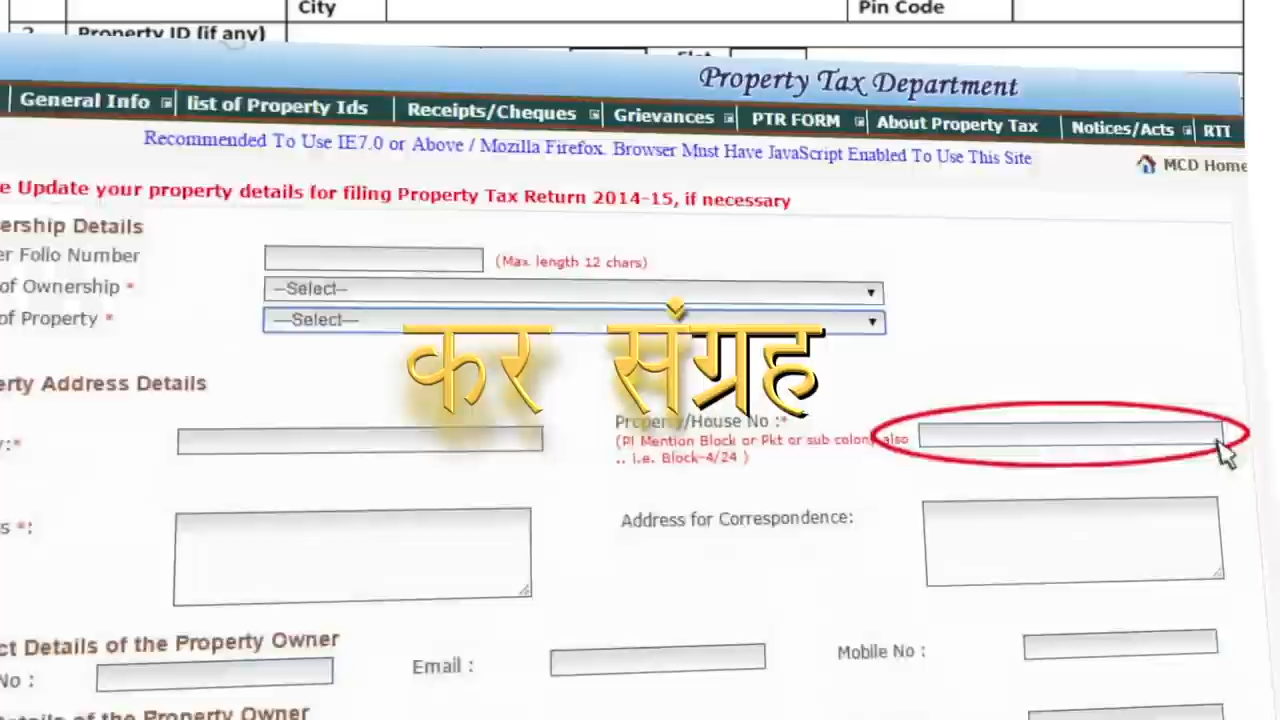 City
Pin Code
Property ID (if any)
Property Tax Department
General Info
list of Property Ids
Receipts/Cheques
Grievances
PTR FORM
About Property Tax
Notices/Acts
RTI
Recommended To Use IE7.0 or Above / Mozilla Firefox. Browser Must Have JavaScript Enabled To Use This Site
MCD Home
e Update your property details for filing Property Tax Return 2014-15, if necessary
ership Details
er Folio Number
(Max length 12 chars)
of Ownership *
--Select--
of Property *
--Select--
कर संग्रह
erty Address Details
Property/House No :*
y:*
(Pl Mention Block or Pkt or sub colony also
.. i.e. Block-4/24 )
s *:
Address for Correspondence:
ct Details of the Property Owner
No :
Email :
Mobile No :
etails of the Property Owner